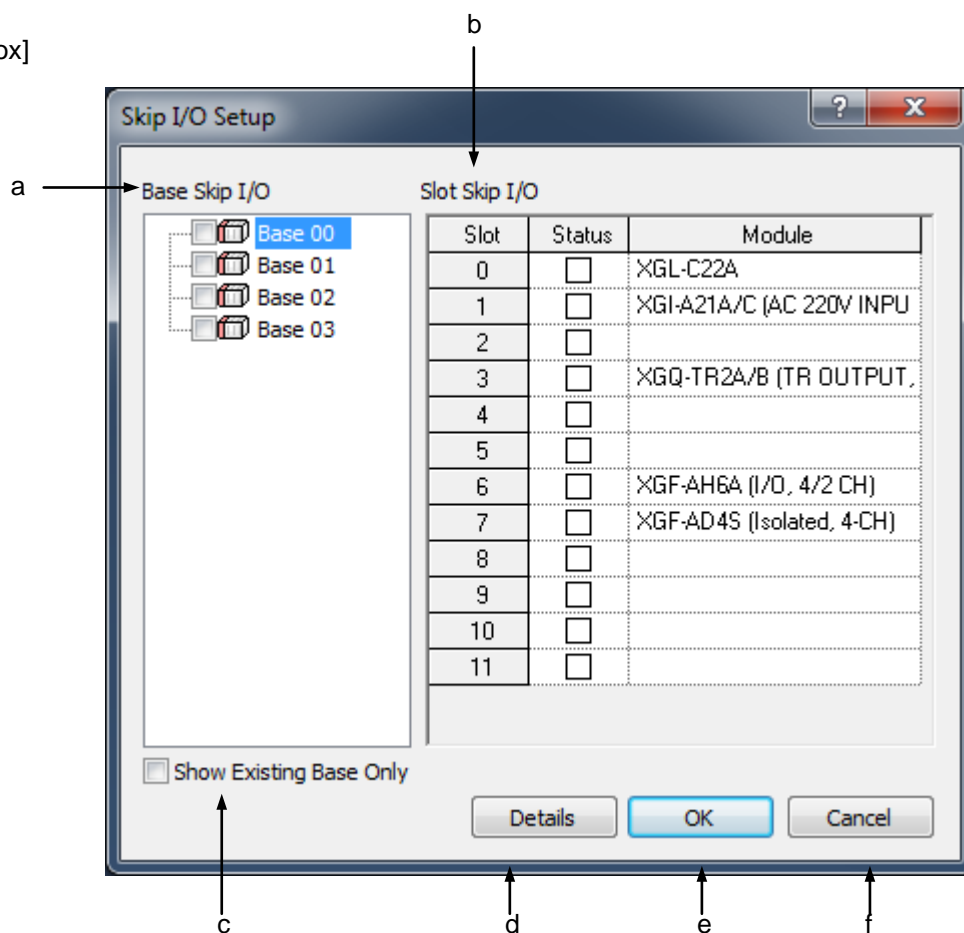 b
ox]
Skip I/O Setup
?
X
a
Base Skip I/O
Slot Skip I/O
Base 00
Base 01
Base 02
Base 03
Slot Status Module
0 XGL-C22A
1 XGI-A21A/C (AC 220V INPU
2
3 XGQ-TR2A/B (TR OUTPUT,
4
5
6 XGF-AH6A (I/O, 4/2 CH)
7 XGF-AD4S (Isolated, 4-CH)
8
9
10
11
Show Existing Base Only
Details
OK
Cancel
c
d
e
f